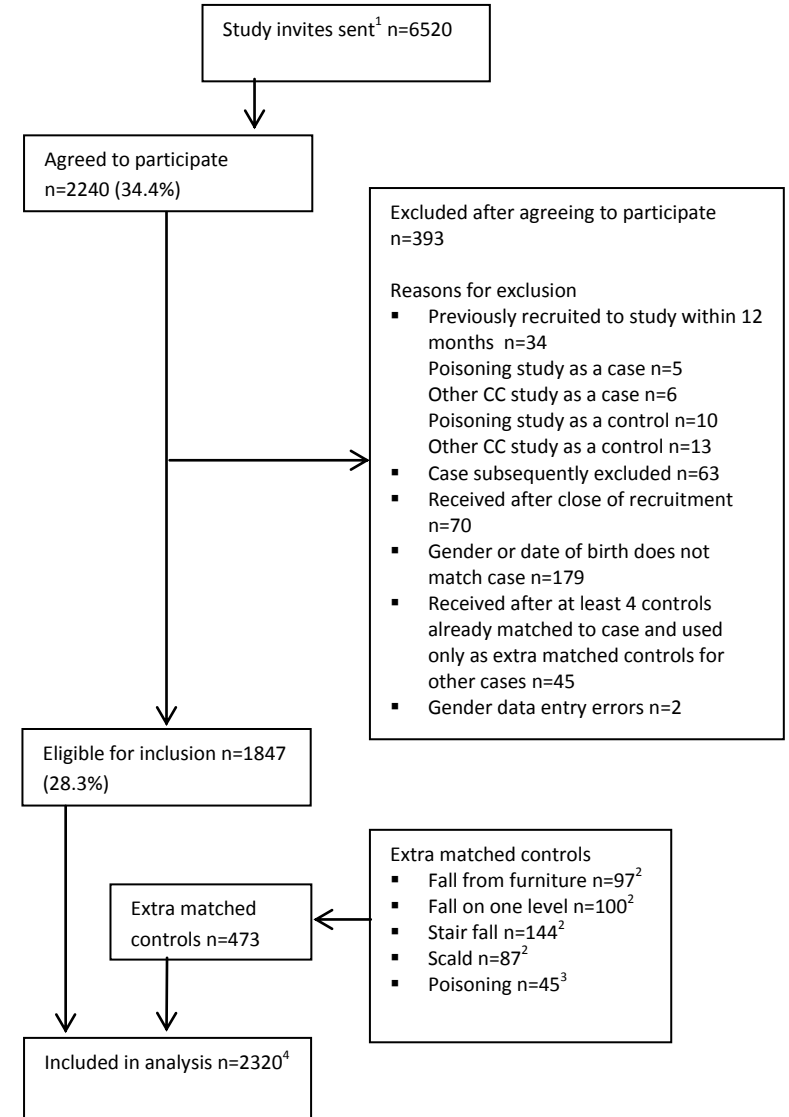 Study invites sent¹ n=6520
Agreed to participate
n=2240 (34.4%)
Excluded after agreeing to participate
n=393
Reasons for exclusion
▪ Previously recruited to study within 12
months n=34
Poisoning study as a case n=5
Other CC study as a case n=6
Poisoning study as a control n=10
Other CC study as a control n=13
▪ Case subsequently excluded n=63
▪ Received after close of recruitment
n=70
▪ Gender or date of birth does not
match case n=179
▪ Received after at least 4 controls
already matched to case and used
only as extra matched controls for
other cases n=45
▪ Gender data entry errors n=2
Eligible for inclusion n=1847
(28.3%)
Extra matched controls
▪ Fall from furniture n=97²
▪ Fall on one level n=100²
▪ Stair fall n=144²
▪ Scald n=87²
▪ Poisoning n=45³
Extra matched
controls n=473
Included in analysis n=2320⁴